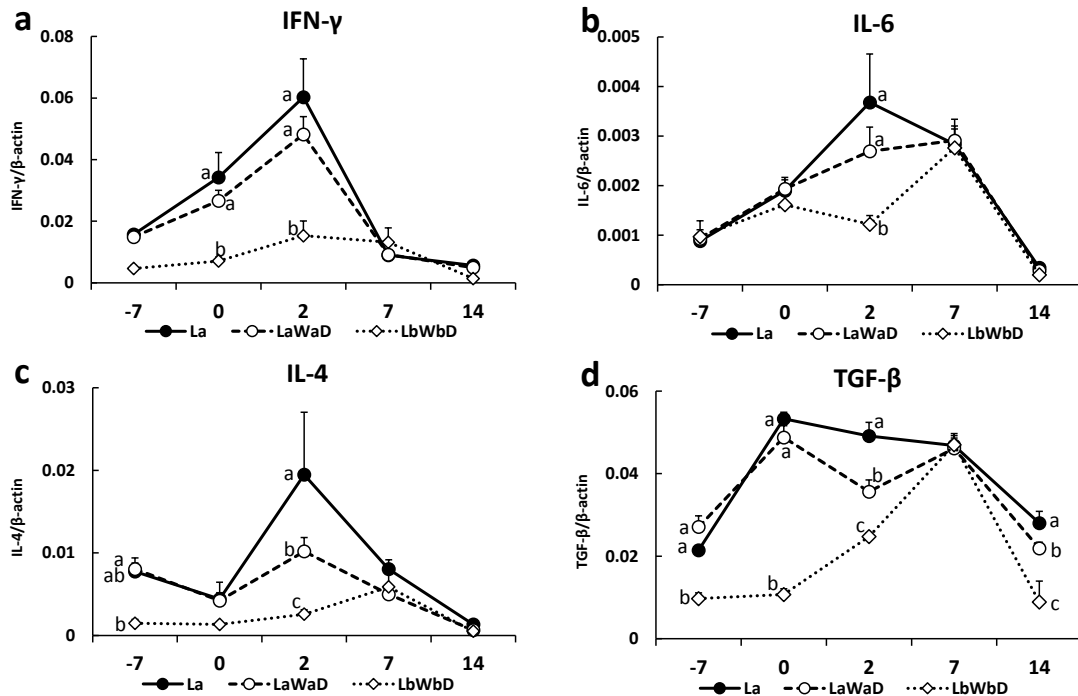 a
IFN-γ
0.08
0.06
0.04
0.02
0
IFN-γ/β-actin
a
a
b
a
a
b
-7 0 2 7 14
La LaWaD LbWbD
b
IL-6
0.005
0.004
0.003
0.002
0.001
0
IL-6/β-actin
a
a
b
-7 0 2 7 14
La LaWaD LbWbD
c
IL-4
0.03
0.02
0.01
0
IL-4/β-actin
a
ab
b
a
b
c
-7 0 2 7 14
La LaWaD LbWbD
d
TGF-β
0.06
0.04
0.02
0
TGF-β/β-actin
a
a
b
a
a
b
a
b
c
a
b
c
-7 0 2 7 14
La LaWaD LbWbD